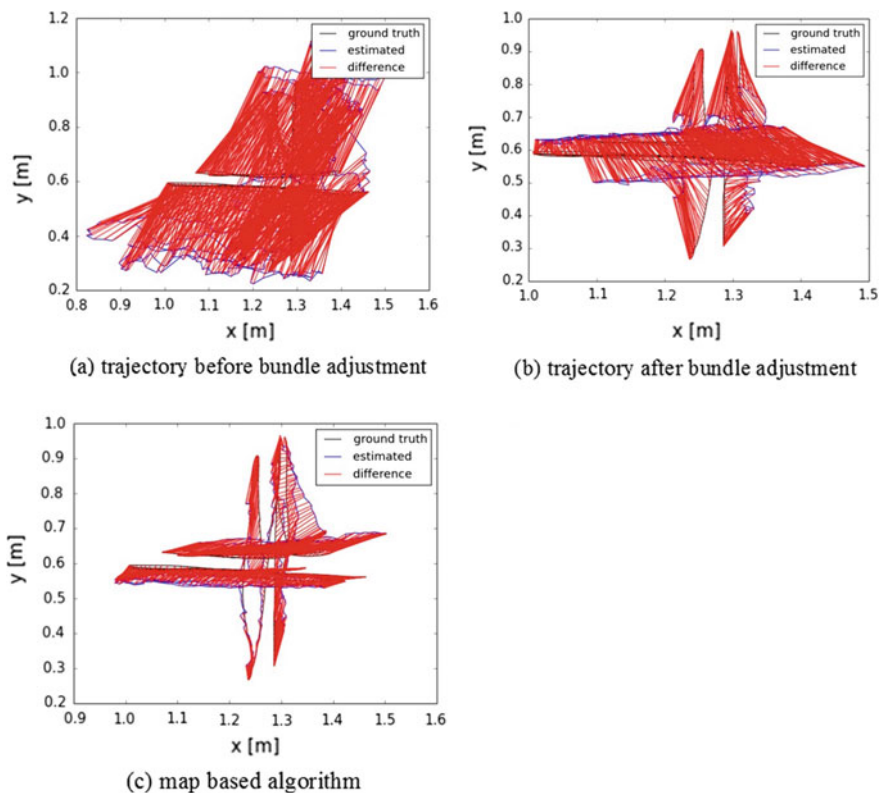 1.2
1.0
0.8
0.6
0.4
0.2
y [m]
ground truth
estimated
difference
0.8 0.9 1.0 1.1 1.2 1.3 1.4 1.5 1.6
x [m]
(a) trajectory before bundle adjustment
1.0
0.9
0.8
0.7
0.6
0.5
0.4
0.3
0.2
y [m]
ground truth
estimated
difference
1.0 1.1 1.2 1.3 1.4 1.5
x [m]
(b) trajectory after bundle adjustment
1.0
0.9
0.8
0.7
0.6
0.5
0.4
0.3
0.2
y [m]
ground truth
estimated
difference
0.9 1.0 1.1 1.2 1.3 1.4 1.5 1.6
x [m]
(c) map based algorithm